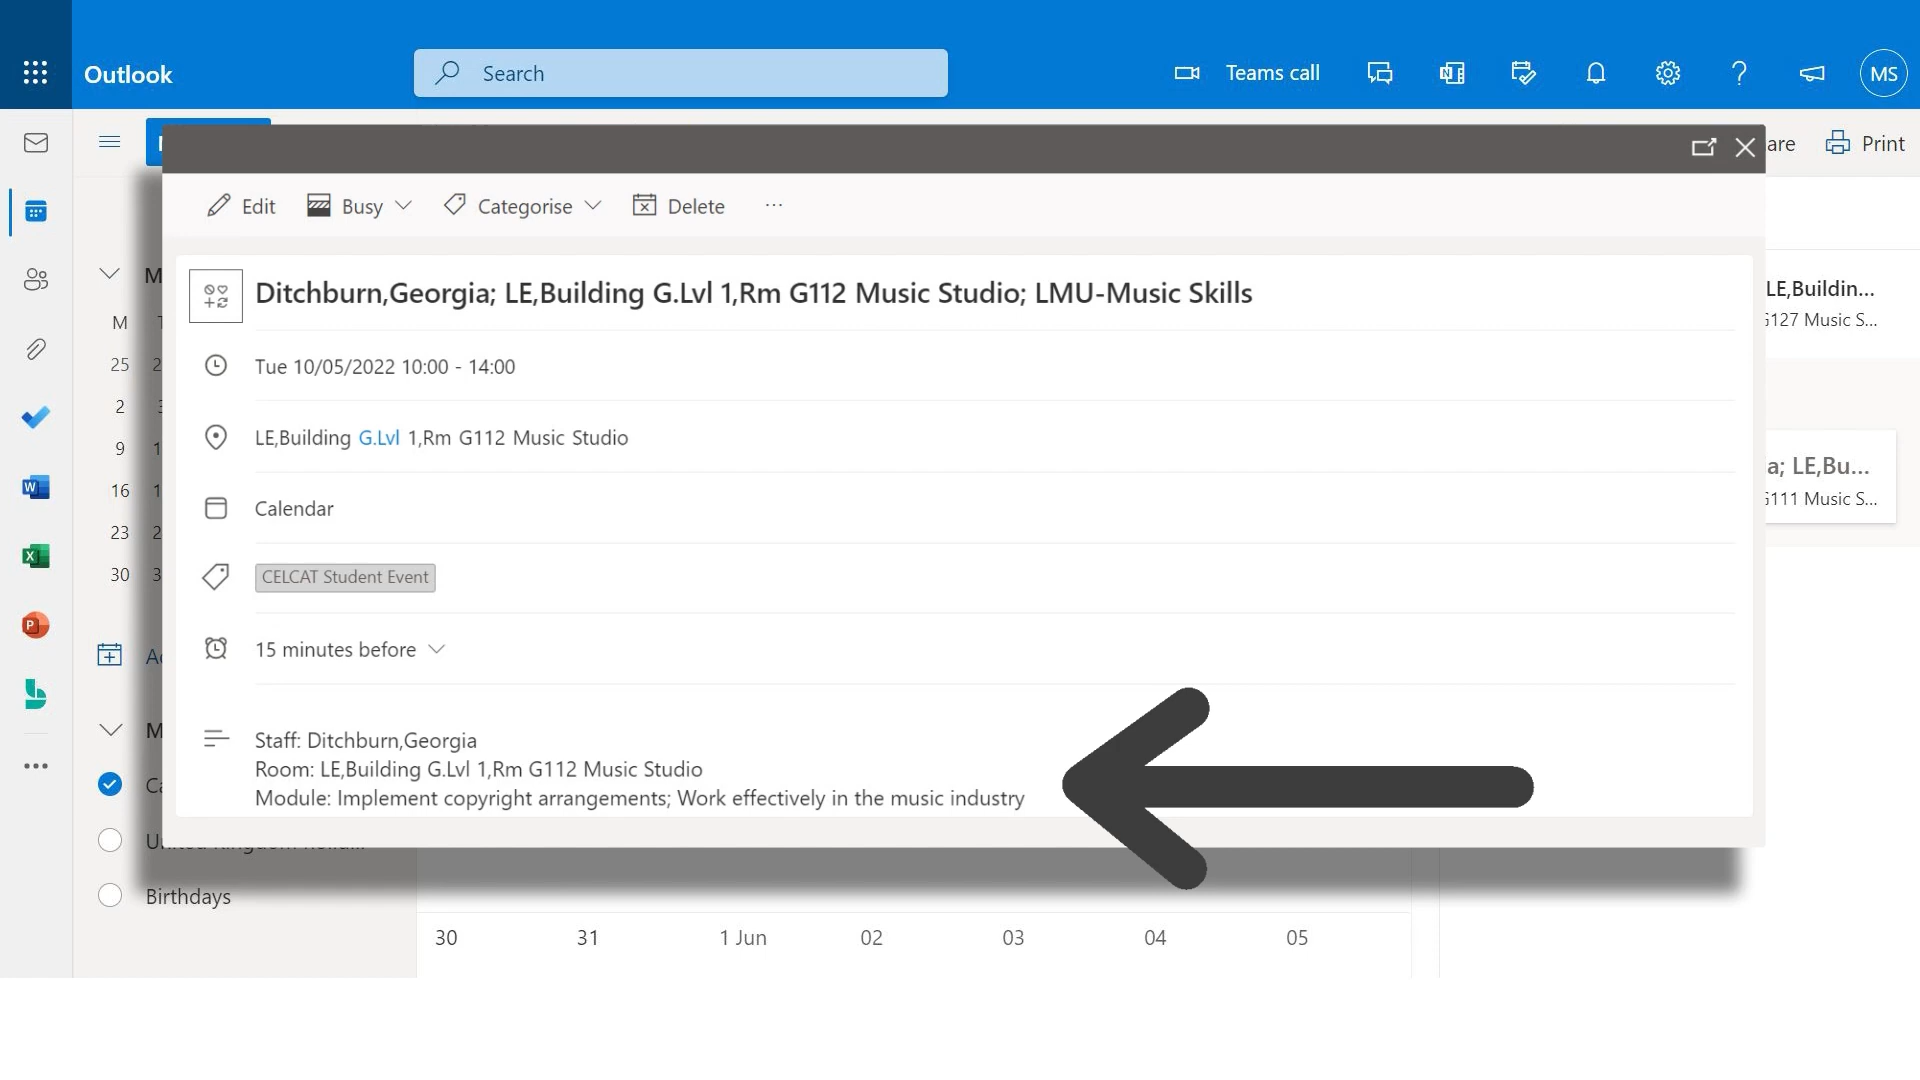 Outlook
Search
Teams call
MS
are
Print
Edit
Busy
Categorise
Delete
Ditchburn,Georgia; LE,Building G.Lvl 1,Rm G112 Music Studio; LMU-Music Skills
Tue 10/05/2022 10:00 - 14:00
LE,Building G.Lvl 1,Rm G112 Music Studio
Calendar
CELCAT Student Event
15 minutes before
Staff: Ditchburn,Georgia
Room: LE,Building G.Lvl 1,Rm G112 Music Studio
Module: Implement copyright arrangements; Work effectively in the music industry
M
M
25
2
9
16
23
30
M
Birthdays
LE,Buildin...
G127 Music S...
a; LE,Bu...
G111 Music S...
30 31 1 Jun 02 03 04 05